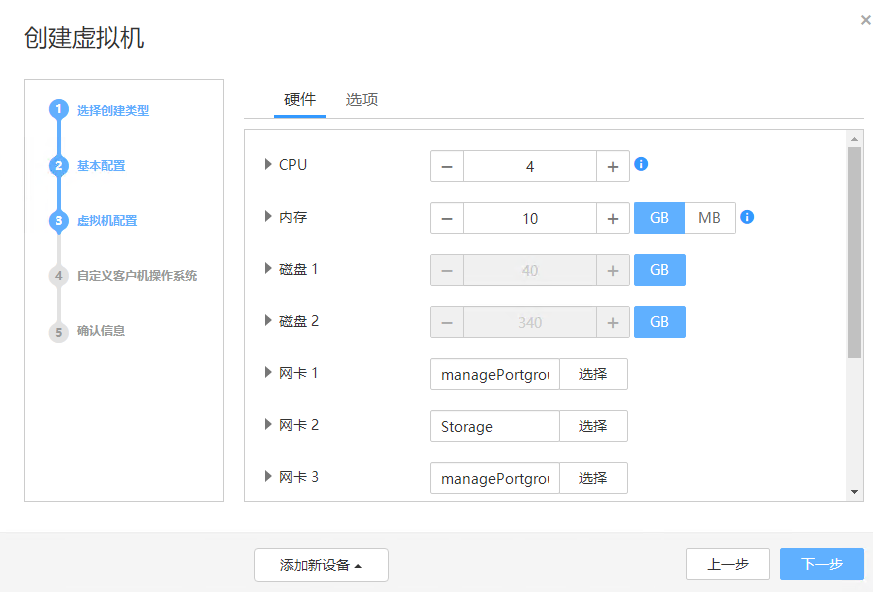 创建虚拟机
×
1 选择创建类型
2 基本配置
3 虚拟机配置
4 自定义客户机操作系统
5 确认信息
硬件 选项
CPU − 4 + i
内存 − 10 + GB MB i
磁盘 1 − 40 + GB
磁盘 2 − 340 + GB
网卡 1 managePortgrou 选择
网卡 2 Storage 选择
网卡 3 managePortgrou 选择
添加新设备 上一步 下一步